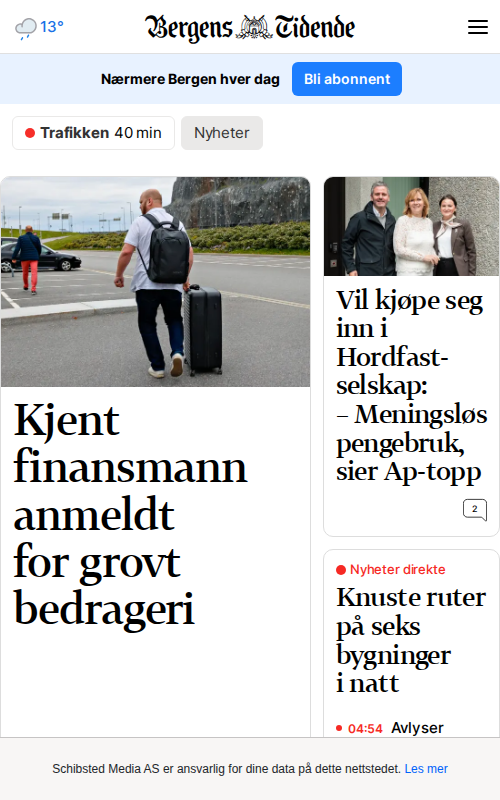 13°
Bergens Tidende
Nærmere Bergen hver dag
Bli abonnent
Trafikken 40 min
Nyheter
Kjent
finansmann
anmeldt
for grovt
bedrageri
Vil kjøpe seg
inn i
Hordfast-
selskap:
– Meningsløs
pengebruk,
sier Ap-topp
2
Nyheter direkte
Knuste ruter
på seks
bygninger
i natt
04:54 Avlyser
Schibsted Media AS er ansvarlig for dine data på dette nettstedet. Les mer